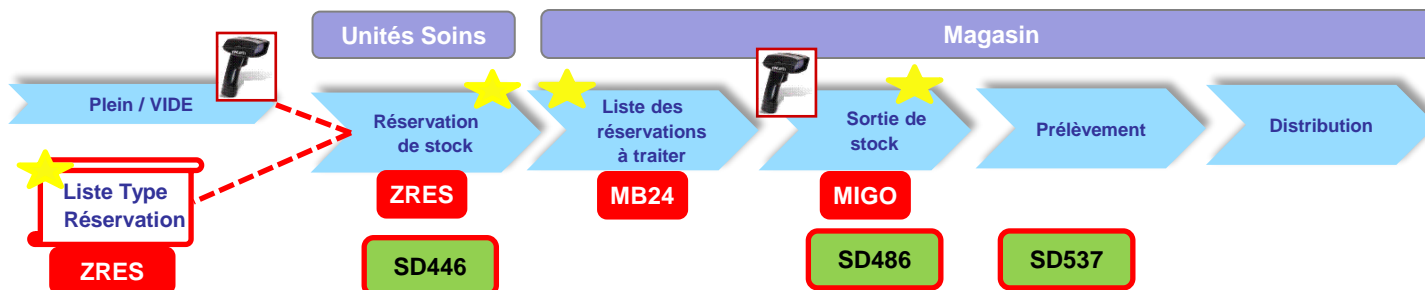 Unités Soins
Magasin
Plein / VIDE
Réservation
de stock
Liste des
réservations
à traiter
Sortie de
stock
Prélèvement
Distribution
Liste Type
Réservation
ZRES
MB24
MIGO
ZRES
SD446
SD486
SD537